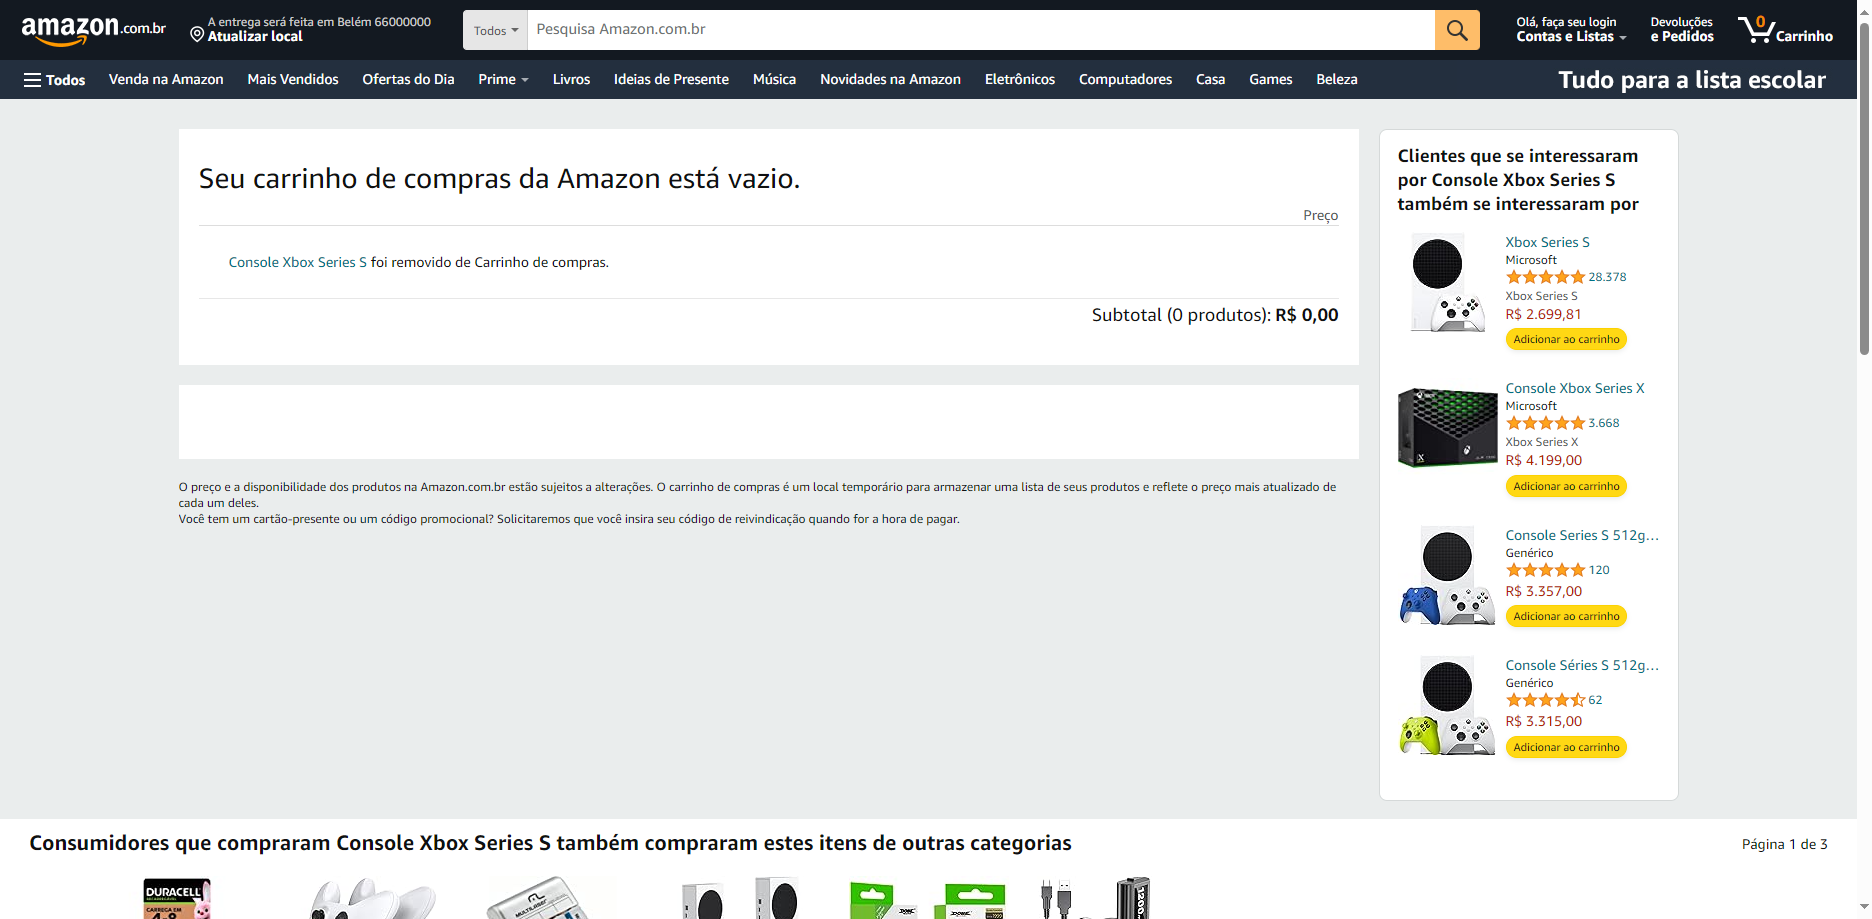 amazon.com.br
A entrega será feita em Belém 66000000
Atualizar local
Todos
Pesquisa Amazon.com.br
Olá, faça seu login
Contas e Listas
Devoluções
e Pedidos
0
Carrinho
Todos
Venda na Amazon
Mais Vendidos
Ofertas do Dia
Prime
Livros
Ideias de Presente
Música
Novidades na Amazon
Eletrônicos
Computadores
Casa
Games
Beleza
Tudo para a lista escolar
Seu carrinho de compras da Amazon está vazio.
Preço
Console Xbox Series S foi removido de Carrinho de compras.
Subtotal (0 produtos): R$ 0,00
O preço e a disponibilidade dos produtos na Amazon.com.br estão sujeitos a alterações. O carrinho de compras é um local temporário para armazenar uma lista de seus produtos e reflete o preço mais atualizado de
cada um deles.
Você tem um cartão-presente ou um código promocional? Solicitaremos que você insira seu código de reivindicação quando for a hora de pagar.
Clientes que se interessaram
por Console Xbox Series S
também se interessaram por
Xbox Series S
Microsoft
28.378
Xbox Series S
R$ 2.699,81
Adicionar ao carrinho
Console Xbox Series X
Microsoft
3.668
Xbox Series X
R$ 4.199,00
Adicionar ao carrinho
Console Series S 512g...
Genérico
120
R$ 3.357,00
Adicionar ao carrinho
Console Séries S 512g...
Genérico
62
R$ 3.315,00
Adicionar ao carrinho
Consumidores que compraram Console Xbox Series S também compraram estes itens de outras categorias
Página 1 de 3
DURACELL
CARREGA EM
MULTILASER